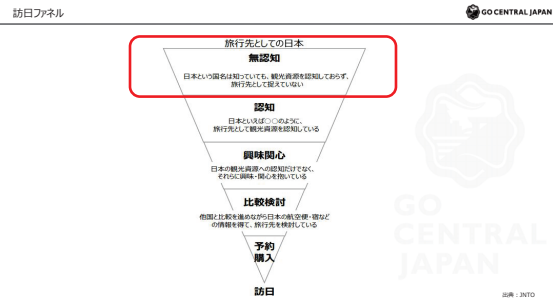 訪日ファネル
GO CENTRAL JAPAN
旅行先としての日本
無認知
日本という国名は知っていても、観光資源を認知しておらず、
旅行先として捉えていない
認知
日本といえば○○のように、
旅行先として観光資源を認知している
興味関心
日本の観光資源への認知だけでなく、
それらに興味・関心を抱いている
比較検討
他国と比較を進めながら日本の航空便・宿など
の情報を得て、旅行先を検討している
予約
購入
訪日
GO
CENTRAL
JAPAN
出典：JNTO